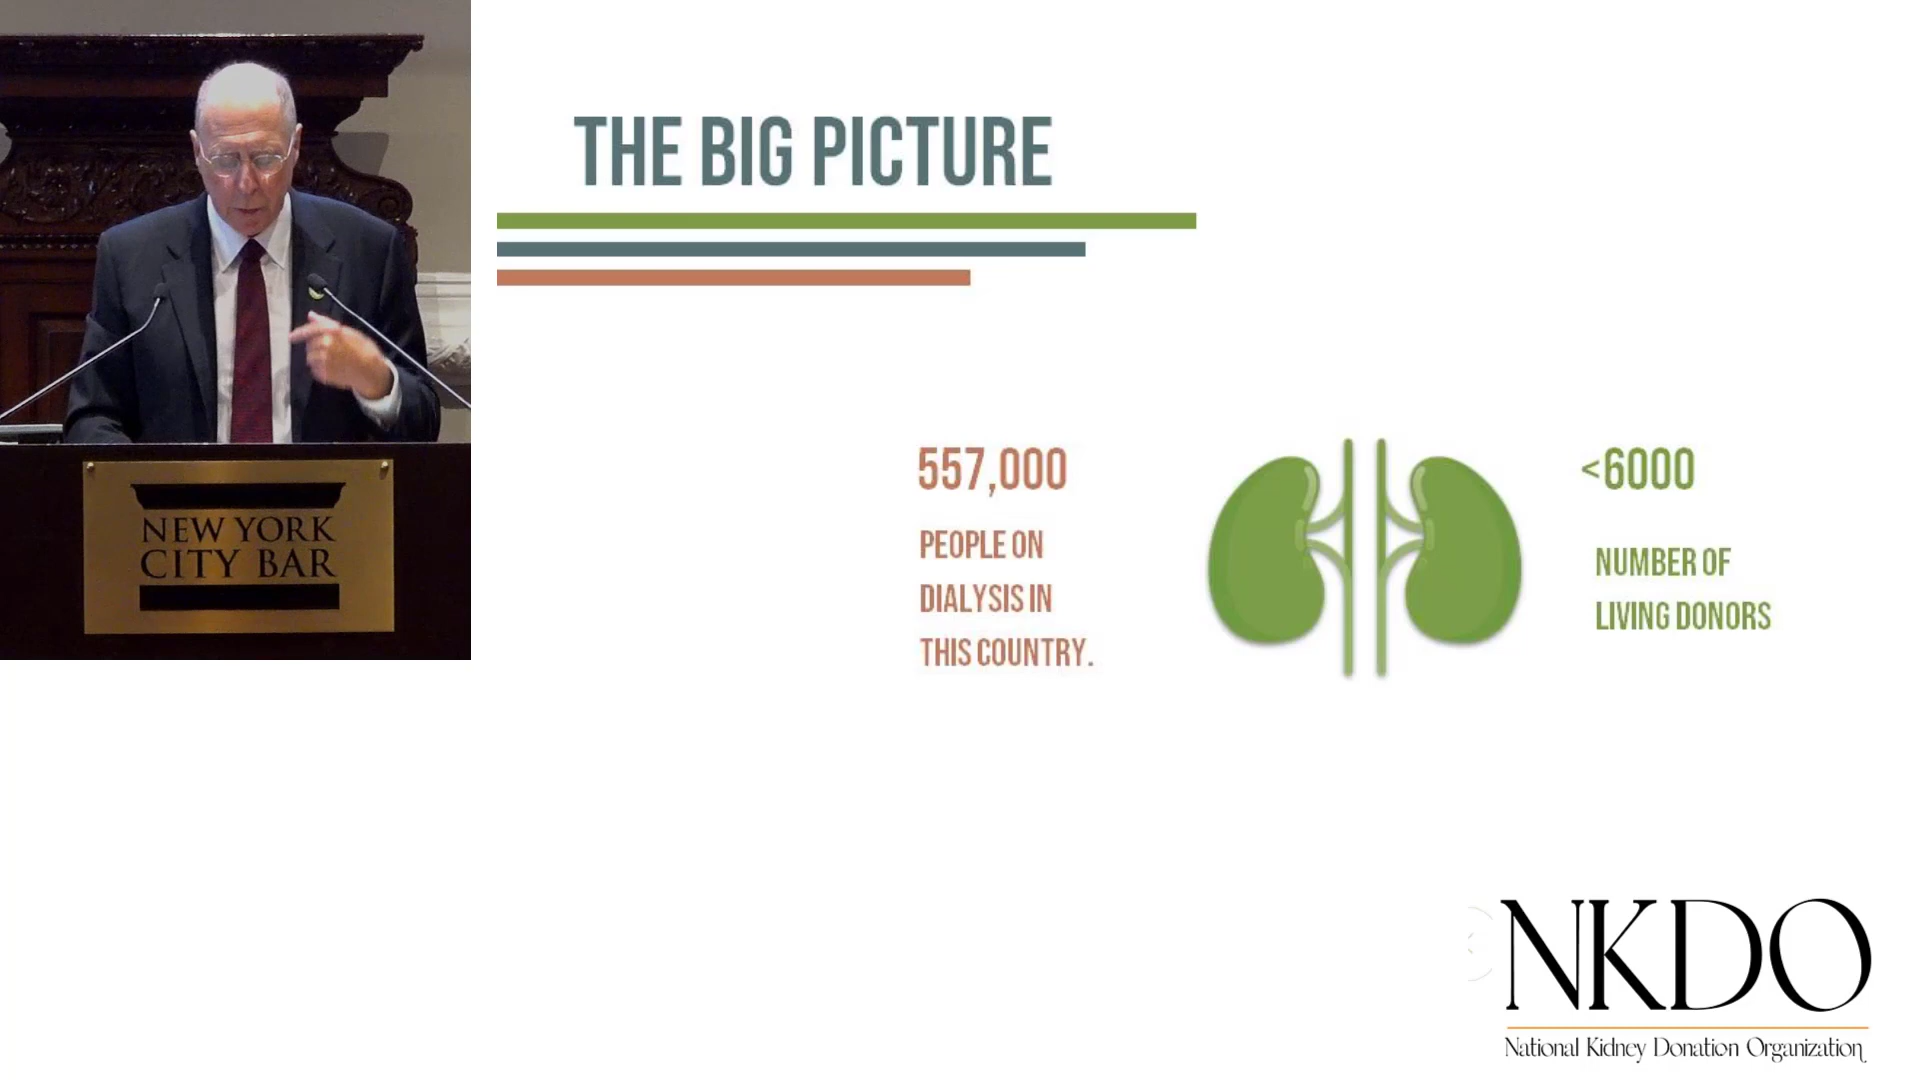 THE BIG PICTURE
557,000
PEOPLE ON
DIALYSIS IN
THIS COUNTRY.
<6000
NUMBER OF
LIVING DONORS
NEW YORK
CITY BAR
NKDO
National Kidney Donation Organization